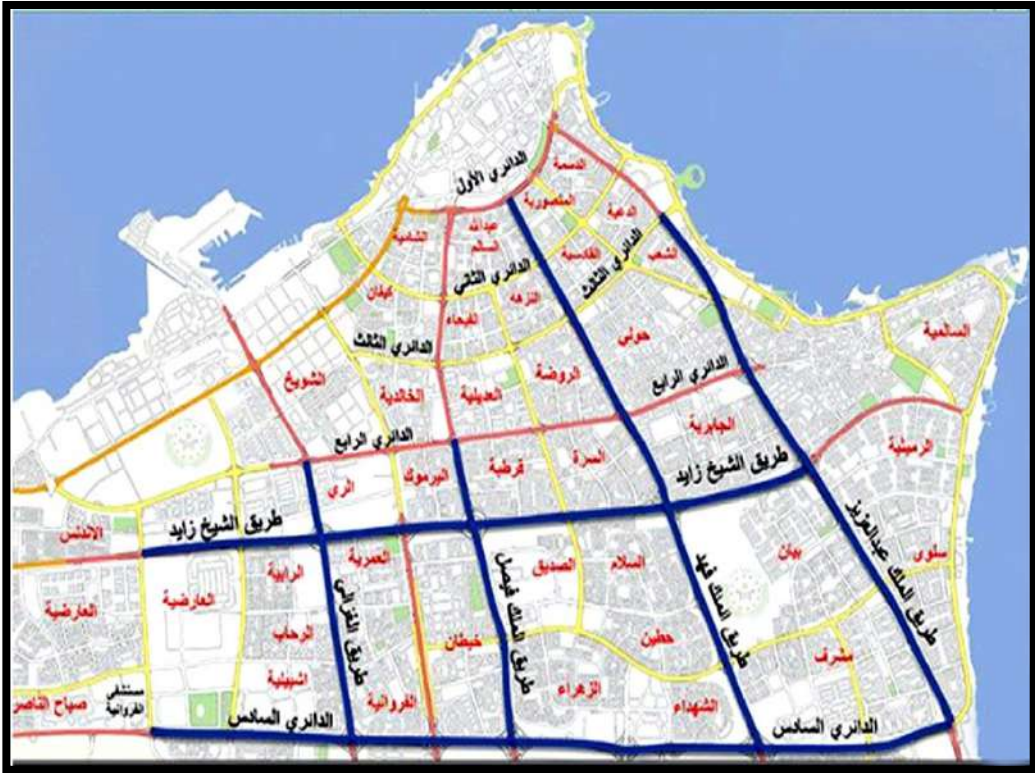 الدسمة
الدائري الأول
المنصورية
الدعية
عبدالله
السالم
الشامية
القادسية
الشعب
الدائري الثاني
الدائري الثالث
النزهه
كيفان
الفيحاء
السالمية
حولي
الدائري الثالث
الروضة
الدائري الرابع
الشويخ
الخالدية
العديلية
الجابرية
الرميثية
الدائري الرابع
السرة
قرطبة
اليرموك
الري
طريق الشيخ زايد
طريق الشيخ زايد
طريق الملك عبدالعزيز
الاندلس
العمرية
الصديق
السلام
بيان
سلوى
الرابية
العارضية
العارضية
طريق الغزالي
طريق الملك فيصل
طريق الملك فهد
الرحاب
خيطان
حطين
مشرف
اشبيلية
الفروانية
الزهراء
الشهداء
مستشفى
الفروانية
صباح الناصر
الدائري السادس
الدائري السادس